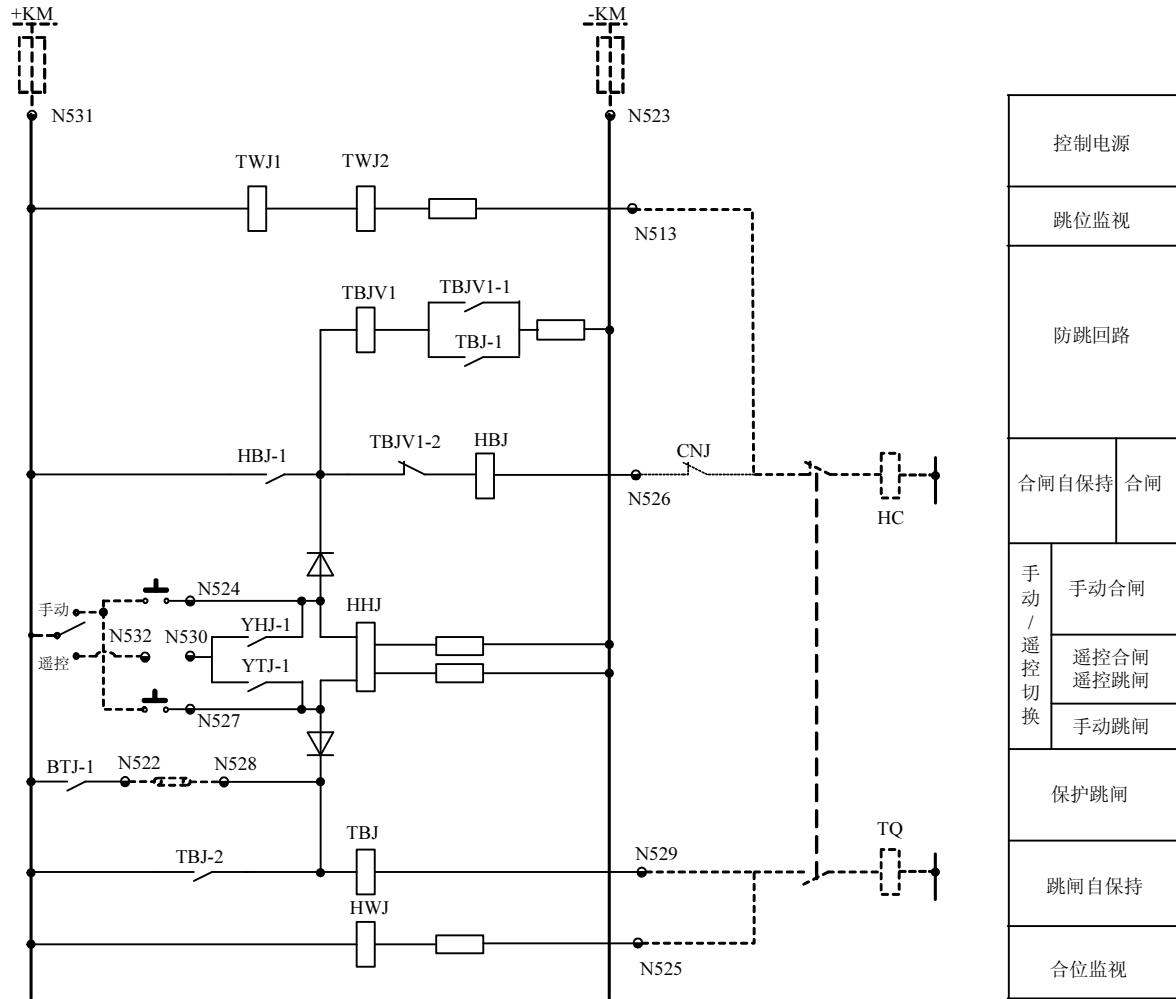 +KM
-KM
N531
N523
控制电源
TWJ1
TWJ2
N513
跳位监视
TBJV1
TBJV1-1
TBJ-1
防跳回路
HBJ-1
TBJV1-2
HBJ
N526
CNJ
HC
合闸自保持
合闸
手动
遥控
N532
N530
N524
YHJ-1
YTJ-1
N527
HHJ
手动/遥控切换
手动合闸
遥控合闸
遥控跳闸
手动跳闸
BTJ-1
N522
N528
保护跳闸
TBJ-2
TBJ
N529
TQ
跳闸自保持
HWJ
N525
合位监视